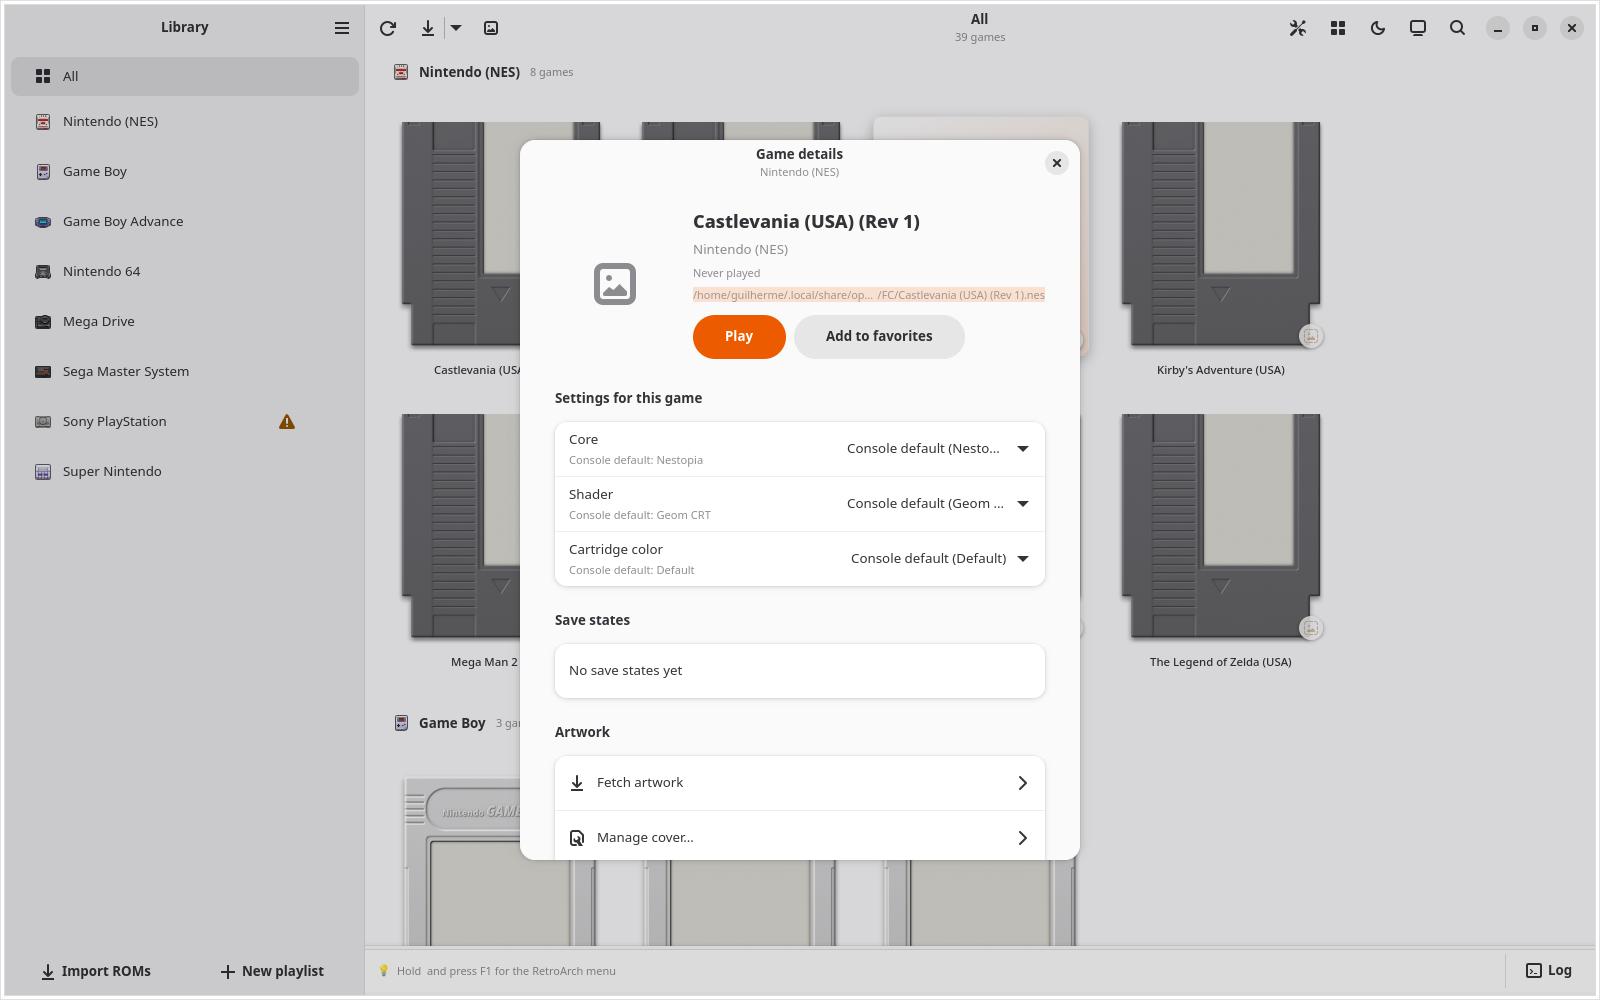 Library
All
39 games
All
Nintendo (NES)
Game Boy
Game Boy Advance
Nintendo 64
Mega Drive
Sega Master System
Sony PlayStation
Super Nintendo
Import ROMs
New playlist
Nintendo (NES) 8 games
Castlevania (USA
Kirby's Adventure (USA)
Mega Man 2
The Legend of Zelda (USA)
Game Boy 3 gam
Nintendo GAME
Game details
Nintendo (NES)
Castlevania (USA) (Rev 1)
Nintendo (NES)
Never played
/home/guilherme/.local/share/op... /FC/Castlevania (USA) (Rev 1).nes
Play
Add to favorites
Settings for this game
Core
Console default: Nestopia
Console default (Nesto...
Shader
Console default: Geom CRT
Console default (Geom ...
Cartridge color
Console default: Default
Console default (Default)
Save states
No save states yet
Artwork
Fetch artwork
Manage cover...
Hold and press F1 for the RetroArch menu
Log